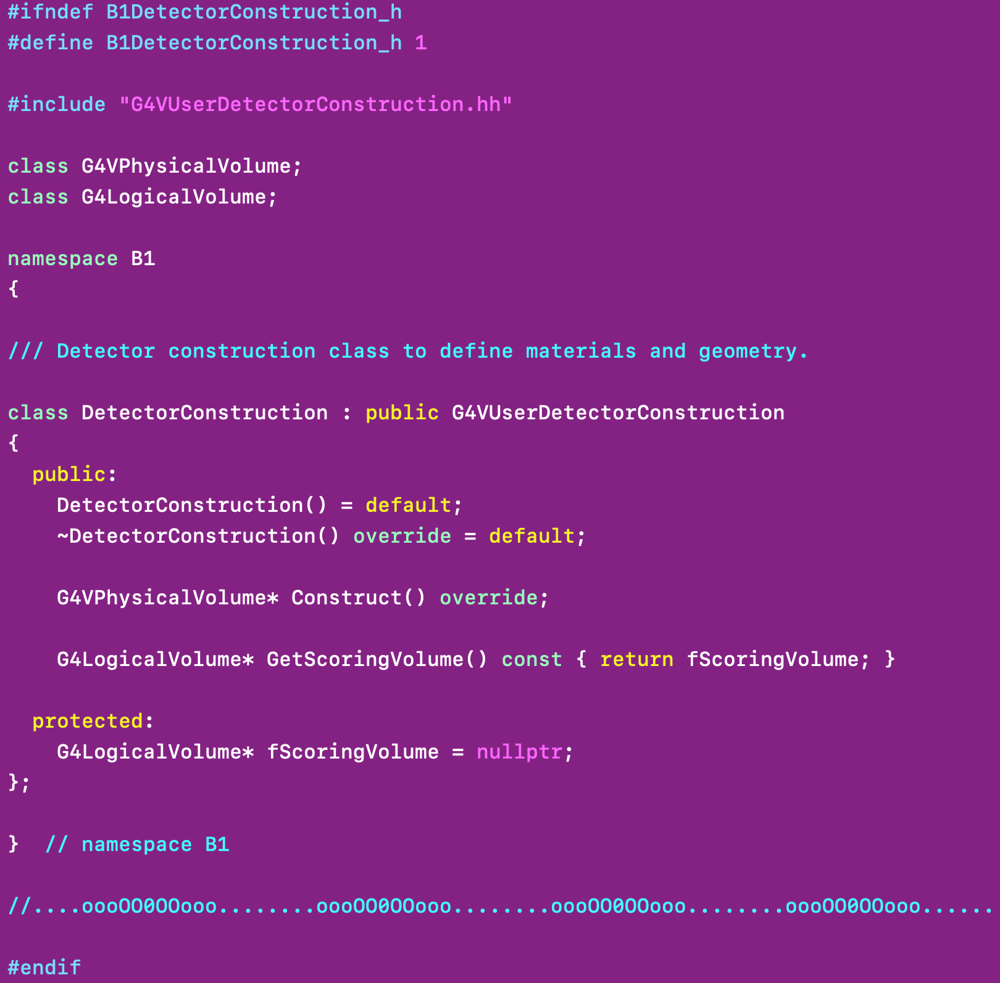 #ifndef B1DetectorConstruction_h
#define B1DetectorConstruction_h 1

#include "G4VUserDetectorConstruction.hh"

class G4VPhysicalVolume;
class G4LogicalVolume;

namespace B1
{

/// Detector construction class to define materials and geometry.

class DetectorConstruction : public G4VUserDetectorConstruction
{
  public:
    DetectorConstruction() = default;
    ~DetectorConstruction() override = default;

    G4VPhysicalVolume* Construct() override;

    G4LogicalVolume* GetScoringVolume() const { return fScoringVolume; }

  protected:
    G4LogicalVolume* fScoringVolume = nullptr;
};

}  // namespace B1

//....oooOO0OOooo........oooOO0OOooo........oooOO0OOooo........oooOO0OOooo......

#endif